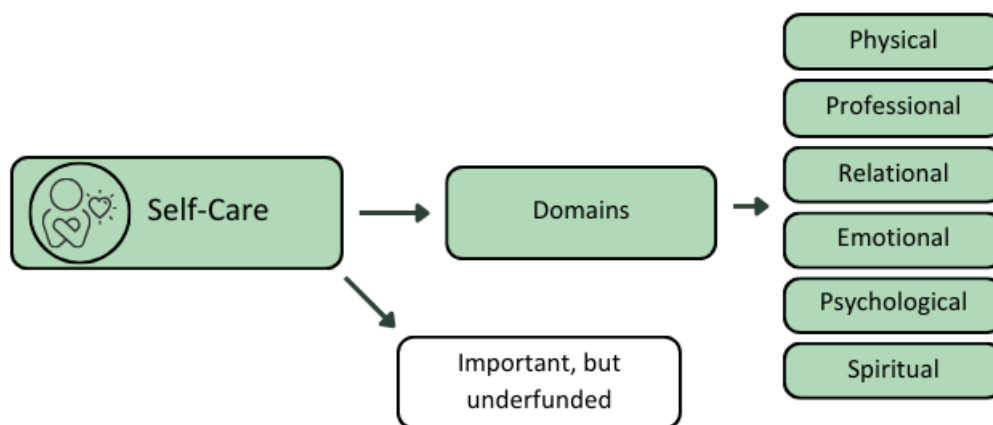 Self-Care
Domains
Important, but
underfunded
Physical
Professional
Relational
Emotional
Psychological
Spiritual